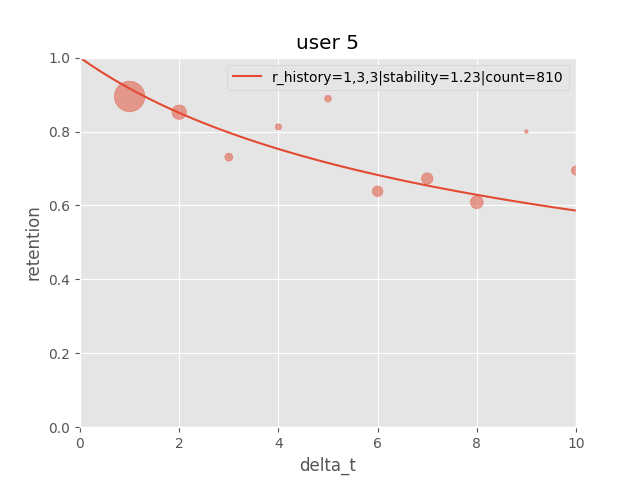 user 5
r_history=1,3,3|stability=1.23|count=810
retention
1.0
0.8
0.6
0.4
0.2
0.0
0 2 4 6 8 10
delta_t